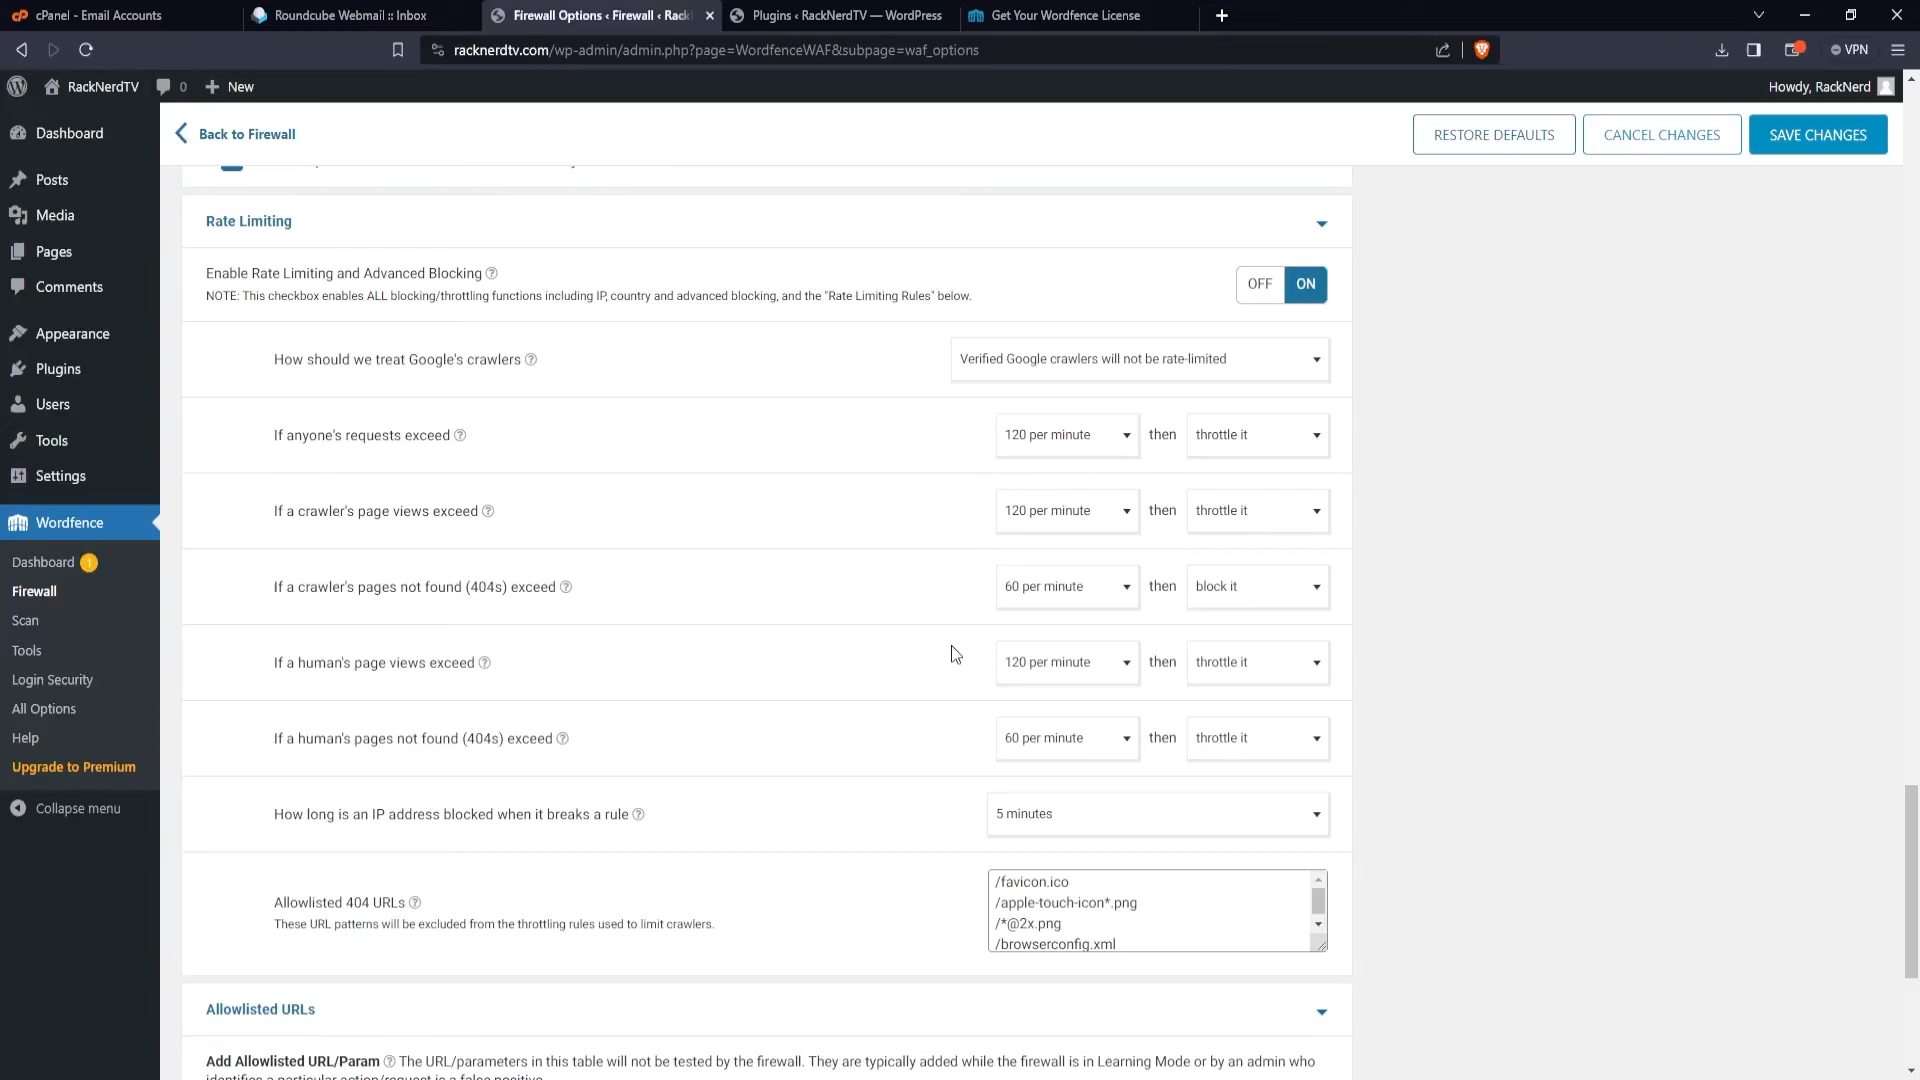 cPanel - Email Accounts
Roundcube Webmail :: Inbox
Firewall Options ‹ Firewall ‹ Rack
Plugins ‹ RackNerdTV — WordPress
Get Your Wordfence License
racknerdtv.com/wp-admin/admin.php?page=WordfenceWAF&subpage=waf_options
VPN
RackNerdTV
0
New
Howdy, RackNerd
Dashboard
Posts
Media
Pages
Comments
Appearance
Plugins
Users
Tools
Settings
Wordfence
Dashboard 1
Firewall
Scan
Tools
Login Security
All Options
Help
Upgrade to Premium
Collapse menu
Back to Firewall
RESTORE DEFAULTS
CANCEL CHANGES
SAVE CHANGES
Rate Limiting
Enable Rate Limiting and Advanced Blocking
NOTE: This checkbox enables ALL blocking/throttling functions including IP, country and advanced blocking, and the "Rate Limiting Rules" below.
OFF ON
How should we treat Google's crawlers
Verified Google crawlers will not be rate-limited
If anyone's requests exceed
120 per minute then throttle it
If a crawler's page views exceed
120 per minute then throttle it
If a crawler's pages not found (404s) exceed
60 per minute then block it
If a human's page views exceed
120 per minute then throttle it
If a human's pages not found (404s) exceed
60 per minute then throttle it
How long is an IP address blocked when it breaks a rule
5 minutes
Allowlisted 404 URLs
These URL patterns will be excluded from the throttling rules used to limit crawlers.
/favicon.ico
/apple-touch-icon*.png
/*@2x.png
/browserconfig.xml
Allowlisted URLs
Add Allowlisted URL/Param The URL/parameters in this table will not be tested by the firewall. They are typically added while the firewall is in Learning Mode or by an admin who
identifies a particular action/request is a false positive.